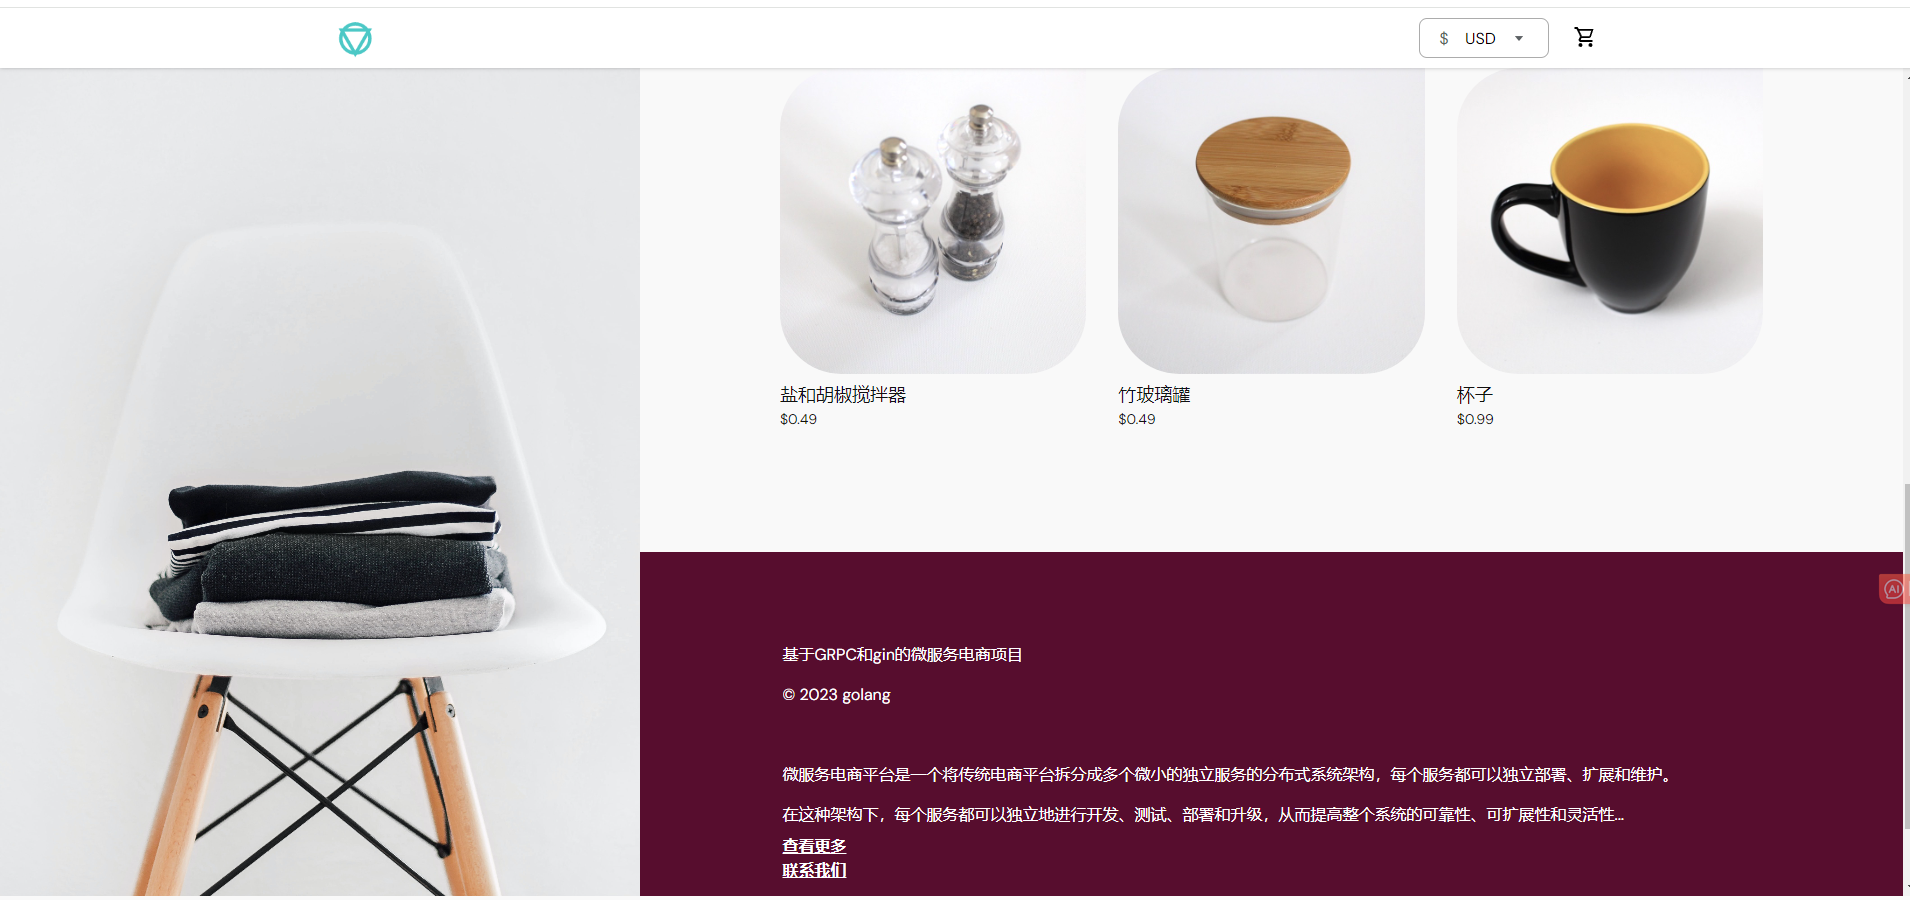 $ USD
盐和胡椒搅拌器
$0.49
竹玻璃罐
$0.49
杯子
$0.99
AI
基于GRPC和gin的微服务电商项目
© 2023 golang
微服务电商平台是一个将传统电商平台拆分成多个微小的独立服务的分布式系统架构，每个服务都可以独立部署、扩展和维护。
在这种架构下，每个服务都可以独立地进行开发、测试、部署和升级，从而提高整个系统的可靠性、可扩展性和灵活性...
查看更多
联系我们